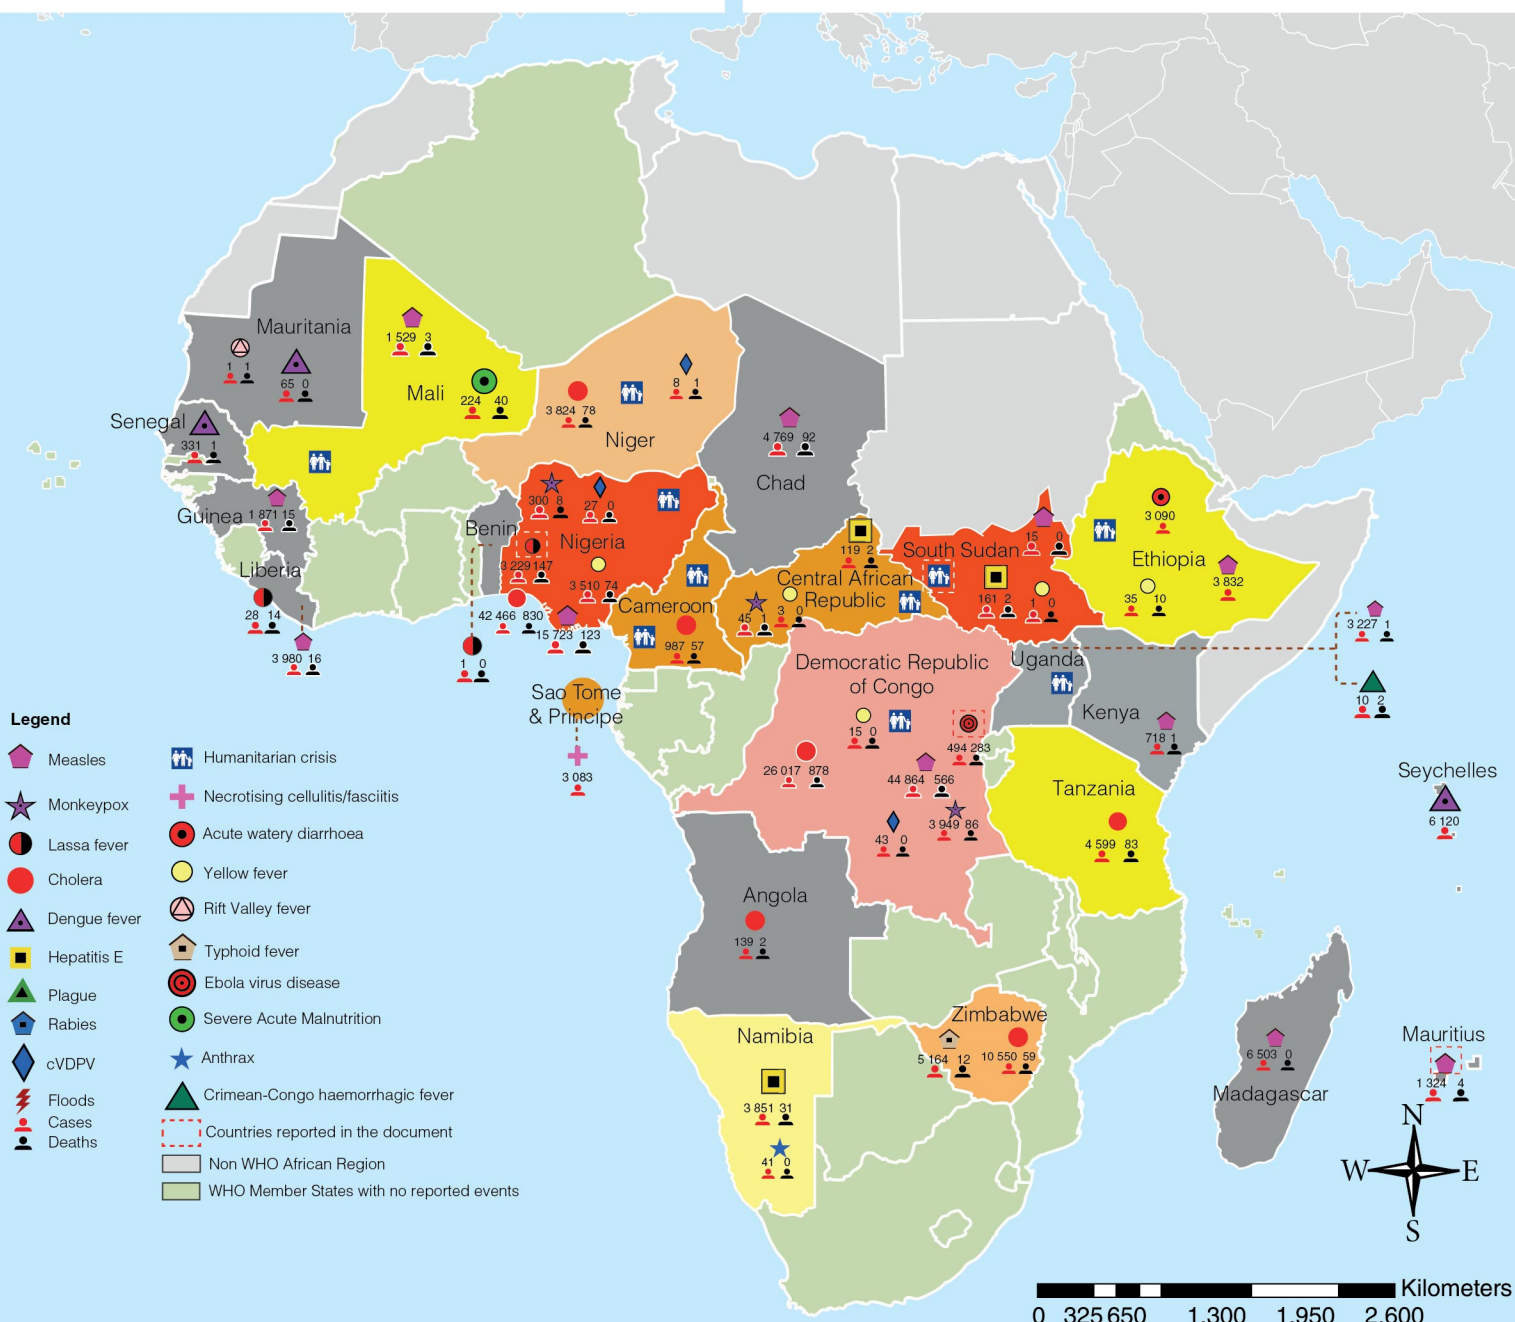 Mauritania
1 1
65 0
1 529 3
Mali
224 40
Senegal
331 1
3 824 78
8 1
Niger
4 769 92
Chad
Guinea
1 871 15
Benin
300 8
27 0
Nigeria
3 229 147
3 510 74
42 466 830
15 723 123
Liberia
28 14
3 980 16
1 0
Cameroon
987 57
119 2
Central African
Republic
45 1
3 0
South Sudan
15 0
161 2
1 0
3 090
Ethiopia
3 832
35 10
3 227 1
10 2
Sao Tome
& Principe
3 083
Democratic Republic
of Congo
15 0
494 283
26 017 878
44 864 566
43 0
3 949 86
Uganda
Kenya
718 1
Tanzania
4 599 83
Seychelles
6 120
Angola
139 2
Namibia
3 851 31
41 0
Zimbabwe
5 164 12
10 550 59
6 503 0
Madagascar
Mauritius
1 324 4
Legend
Measles
Monkeypox
Lassa fever
Cholera
Dengue fever
Hepatitis E
Plague
Rabies
cVDPV
Floods
Cases
Deaths
Humanitarian crisis
Necrotising cellulitis/fasciitis
Acute watery diarrhoea
Yellow fever
Rift Valley fever
Typhoid fever
Ebola virus disease
Severe Acute Malnutrition
Anthrax
Crimean-Congo haemorrhagic fever
Countries reported in the document
Non WHO African Region
WHO Member States with no reported events
N
W E
S
Kilometers
0 325 650 1,300 1,950 2,600